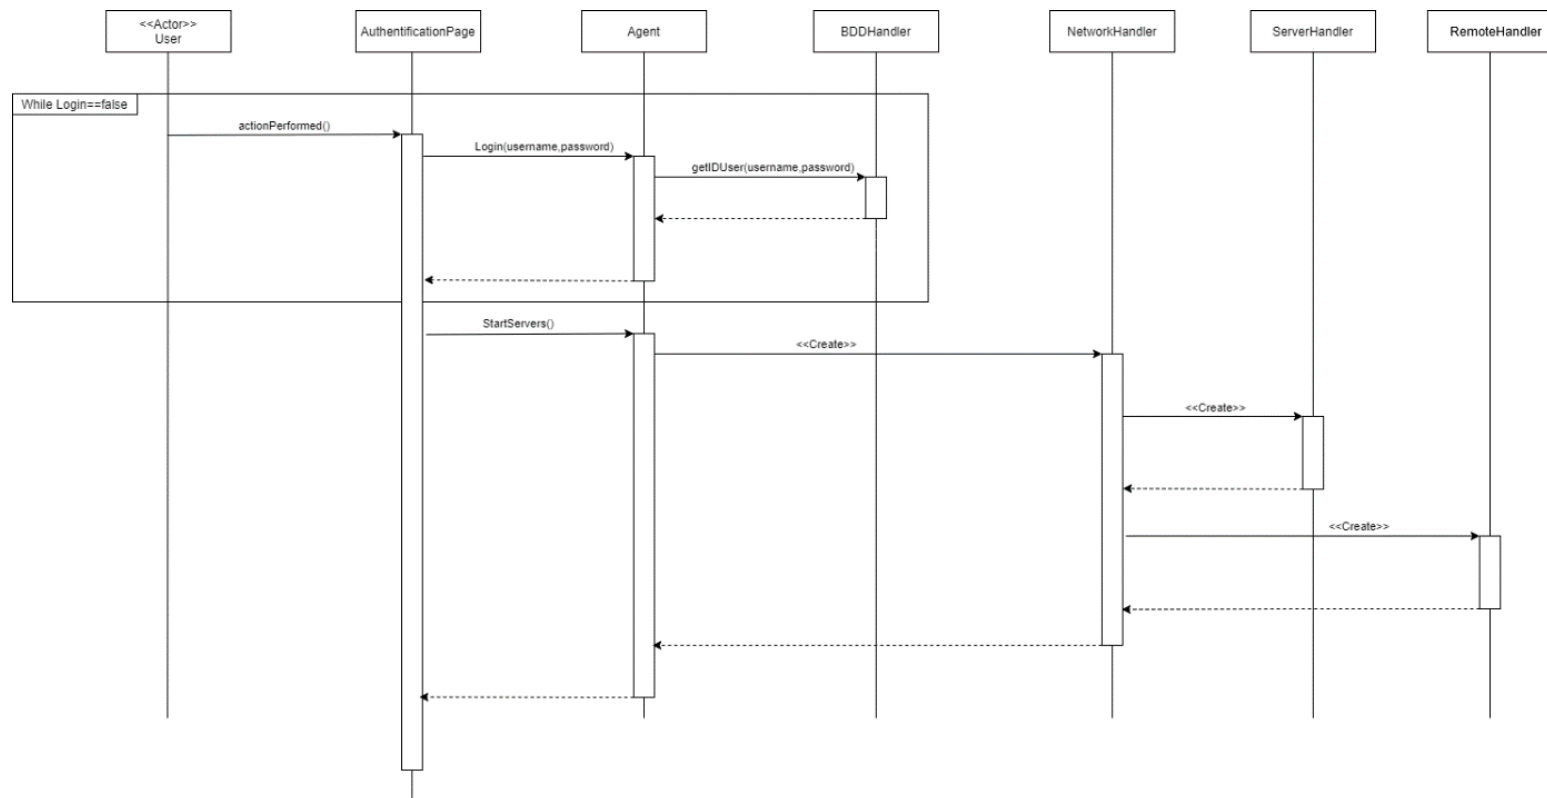 <<Actor>>
User
AuthentificationPage
Agent
BDDHandler
NetworkHandler
ServerHandler
RemoteHandler
While Login==false
actionPerformed()
Login(username,password)
getIDUser(username,password)
StartServers()
<<Create>>
<<Create>>
<<Create>>